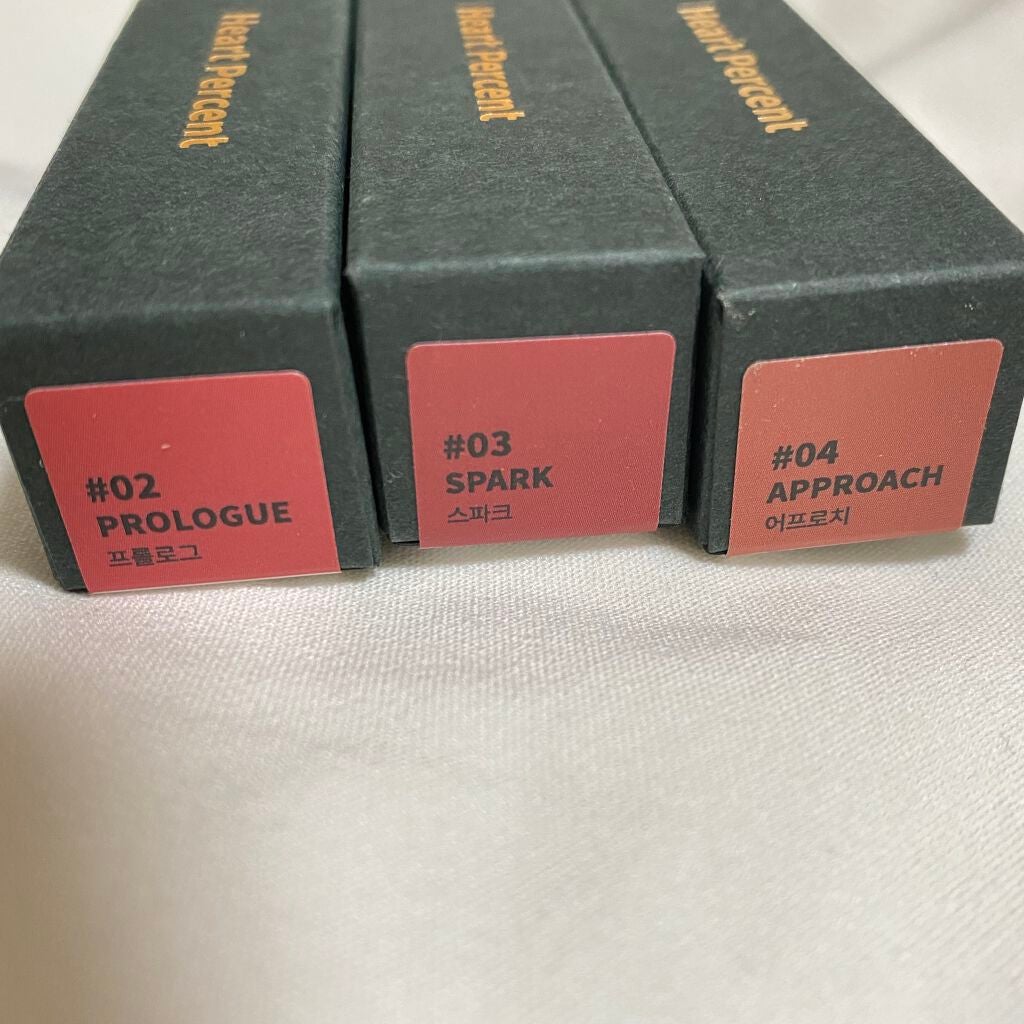 Heart Percent
Heart Percent
Heart Percent
#02
PROLOGUE
프롤로그
#03
SPARK
스파크
#04
APPROACH
어프로치